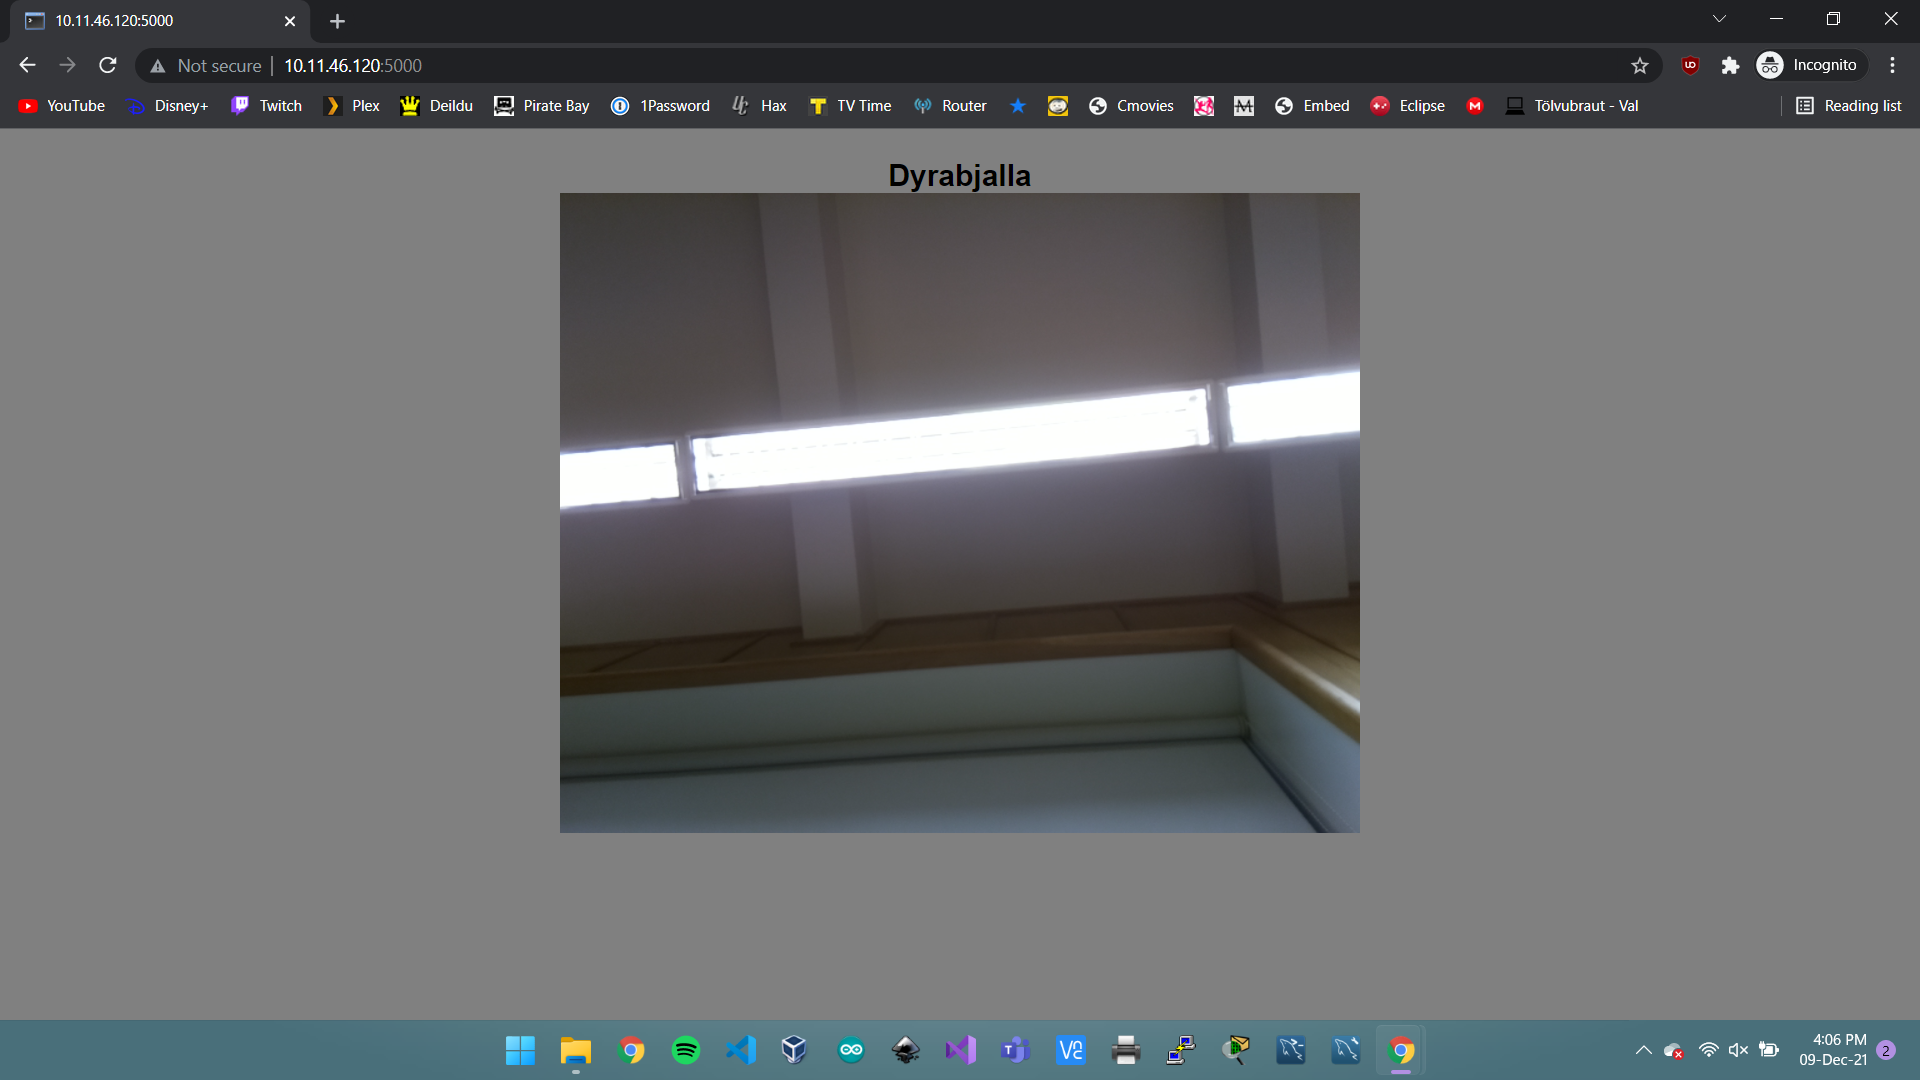 10.11.46.120:5000
Not secure 10.11.46.120:5000 Incognito
YouTube Disney+ Twitch Plex Deildu Pirate Bay 1Password Hax TV Time Router Cmovies Embed Eclipse Tölvubraut - Val Reading list
Dyrabjalla
4:06 PM
09-Dec-21 2